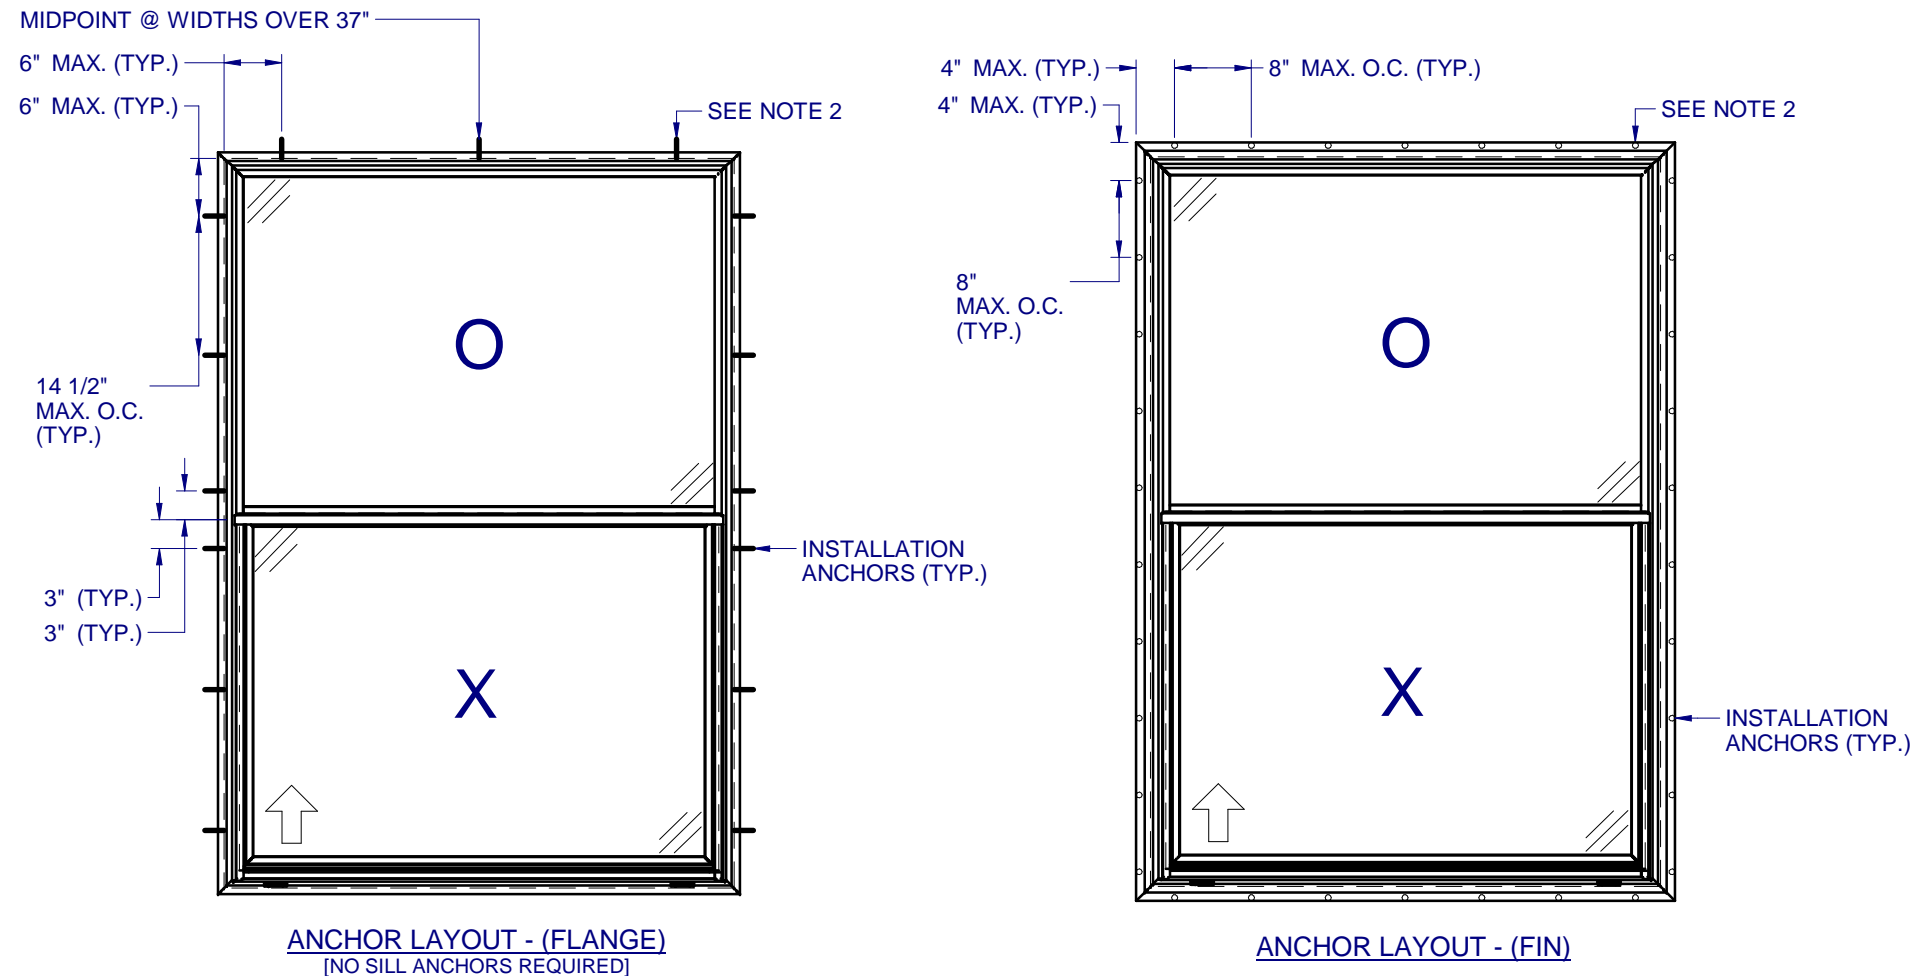 MIDPOINT @ WIDTHS OVER 37"
6" MAX. (TYP.)
6" MAX. (TYP.)
SEE NOTE 2
14 1/2"
MAX. O.C.
(TYP.)
3" (TYP.)
3" (TYP.)
O
X
INSTALLATION
ANCHORS (TYP.)
ANCHOR LAYOUT - (FLANGE)
[NO SILL ANCHORS REQUIRED]
4" MAX. (TYP.)
8" MAX. O.C. (TYP.)
4" MAX. (TYP.)
SEE NOTE 2
8"
MAX. O.C.
(TYP.)
O
X
INSTALLATION
ANCHORS (TYP.)
ANCHOR LAYOUT - (FIN)